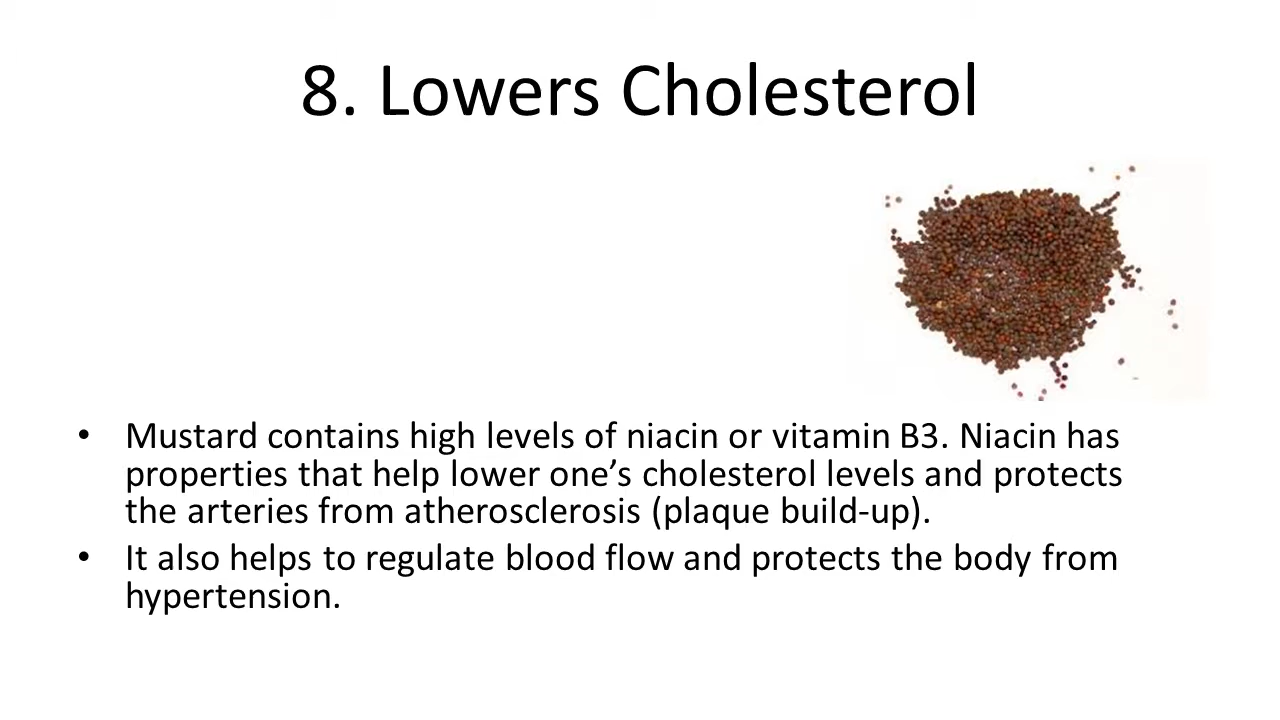 8. Lowers Cholesterol
• Mustard contains high levels of niacin or vitamin B3. Niacin has
properties that help lower one’s cholesterol levels and protects
the arteries from atherosclerosis (plaque build-up).
• It also helps to regulate blood flow and protects the body from
hypertension.